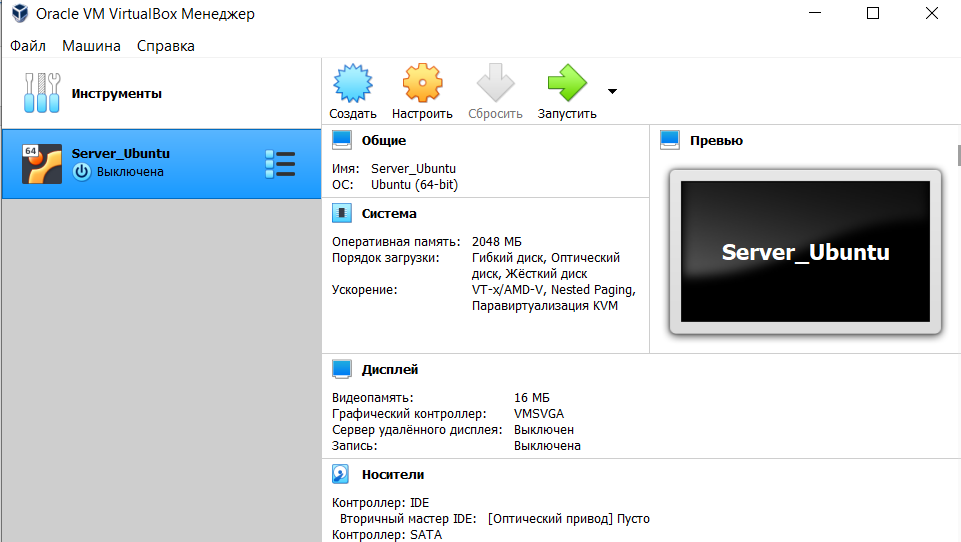 Oracle VM VirtualBox Менеджер
Файл Машина Справка
Инструменты
64
Server_Ubuntu
Выключена
Создать Настроить Сбросить Запустить
Общие
Имя: Server_Ubuntu
ОС: Ubuntu (64-bit)
Система
Оперативная память: 2048 МБ
Порядок загрузки: Гибкий диск, Оптический
диск, Жёсткий диск
Ускорение: VT-x/AMD-V, Nested Paging,
Паравиртуализация KVM
Превью
Server_Ubuntu
Дисплей
Видеопамять: 16 МБ
Графический контроллер: VMSVGA
Сервер удалённого дисплея: Выключен
Запись: Выключена
Носители
Контроллер: IDE
Вторичный мастер IDE: [Оптический привод] Пусто
Контроллер: SATA